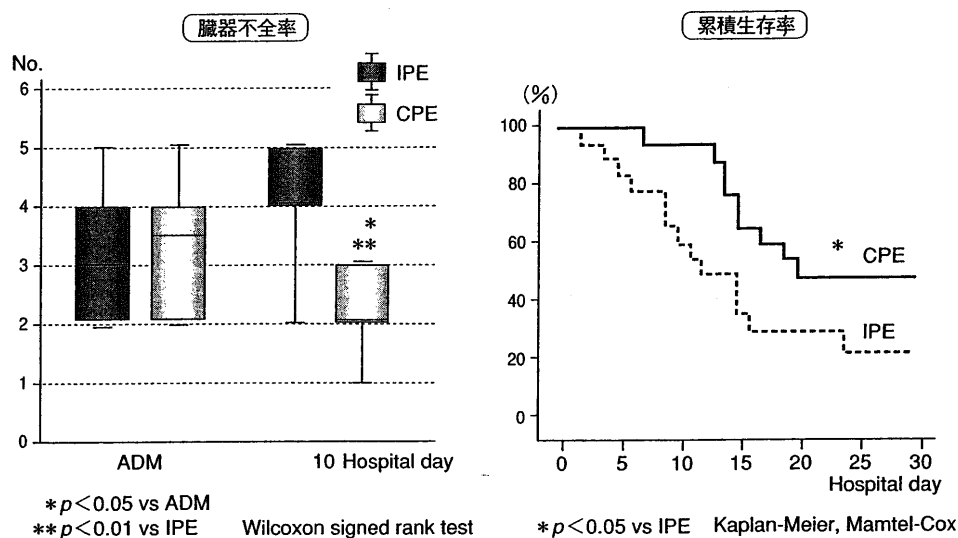 臓器不全率
No.
IPE
CPE
6
5
4
3
2
1
0
*
**
ADM
10 Hospital day
*p<0.05 vs ADM
**p<0.01 vs IPE Wilcoxon signed rank test
累積生存率
(%)
100
80
60
40
20
0
*
CPE
IPE
0 5 10 15 20 25 30
Hospital day
*p<0.05 vs IPE Kaplan-Meier, Mamtel-Cox